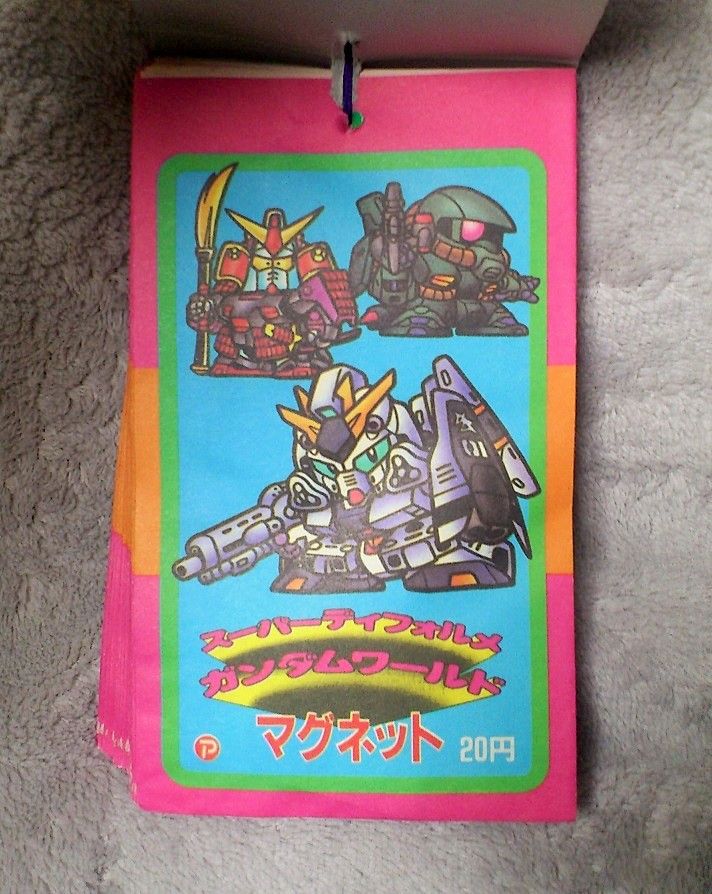 スーパーディフォルメ
ガンダムワールド
マグネット
20円
01